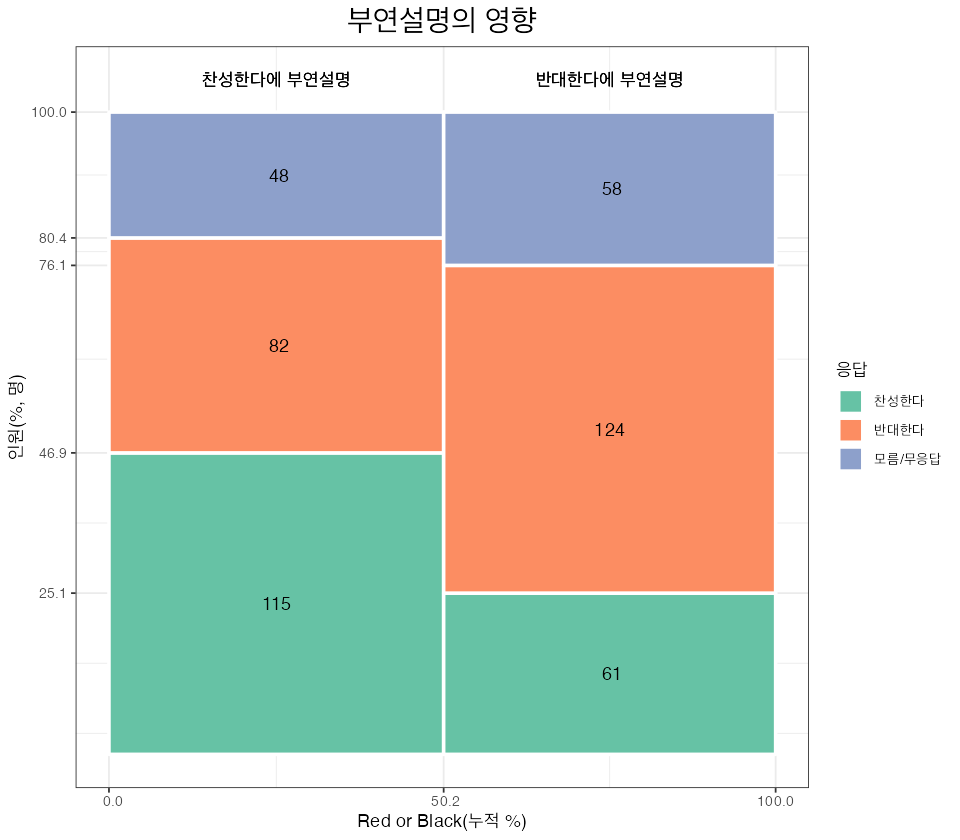 부연설명의 영향
찬성한다에 부연설명
반대한다에 부연설명
100.0
80.4
76.1
46.9
25.1
인원(%, 명)
48
58
82
124
115
61
응답
찬성한다
반대한다
모름/무응답
0.0
50.2
100.0
Red or Black(누적 %)